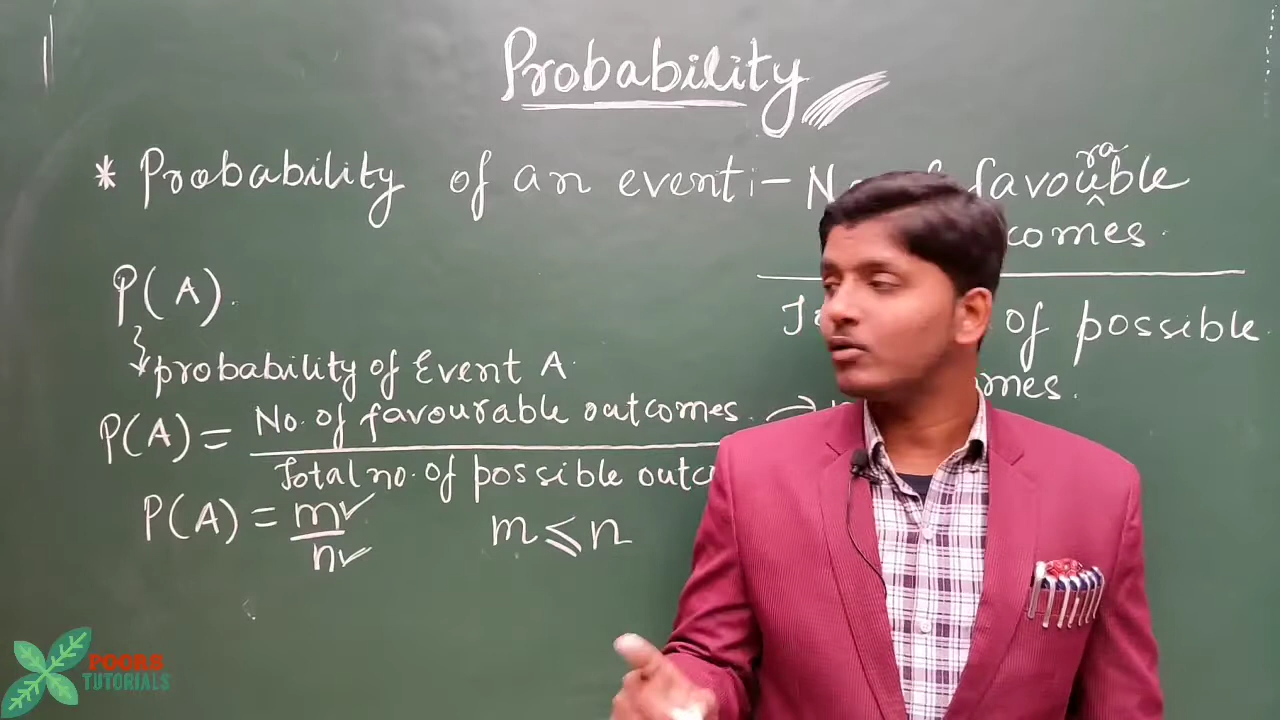 Probability
* Probability of an event :- No. of favourable
comes.
P(A).
of possible
probability of Event A.
omes.
P(A) = No. of favourable outcomes. →
Total no. of possible outc
P(A) = m
n
m ≤ n
POORS
TUTORIALS